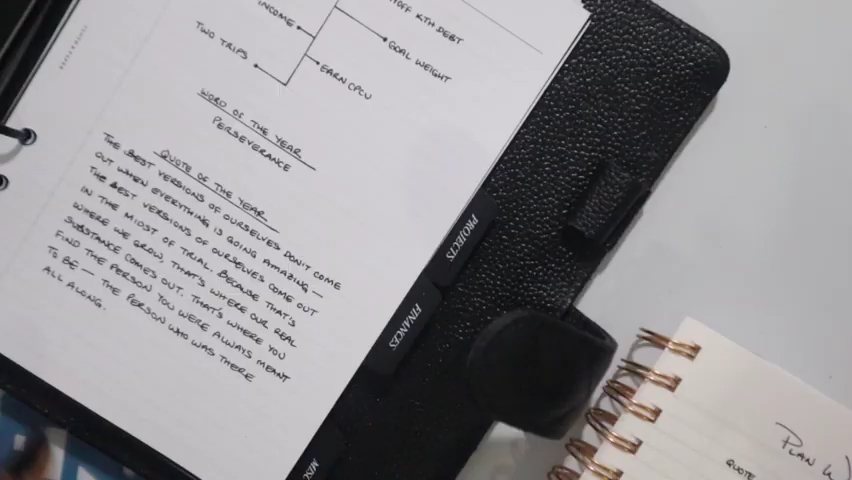 INCOME
OFF KTH DEBT
TWO TRIPS
GOAL WEIGHT
EARN CPCU
WORD OF THE YEAR
PERSEVERANCE
QUOTE OF THE YEAR
THE BEST VERSIONS OF OURSELVES DON'T COME
OUT WHEN EVERYTHING IS GOING AMAZING —
THE BEST VERSIONS OF OURSELVES COME OUT
IN THE MIDST OF TRIAL. BECAUSE THAT'S
WHERE WE GROW, THAT'S WHERE OUR REAL
SUBSTANCE COMES OUT. THAT'S WHERE YOU
FIND THE PERSON YOU WERE ALWAYS MEANT
TO BE — THE PERSON WHO WAS THERE
ALL ALONG.
PROJECTS
FINANCES
MISC
PLAN W
QUOTE